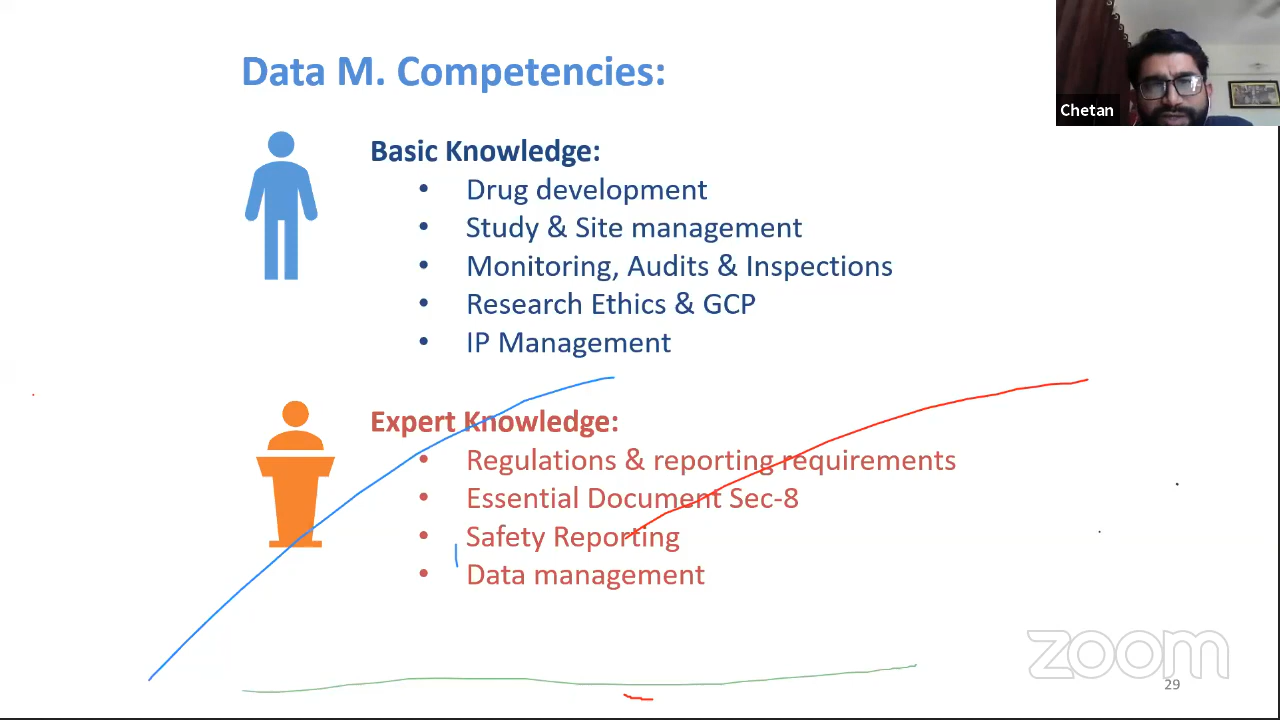 Data M. Competencies:
Chetan
Basic Knowledge:
• Drug development
• Study & Site management
• Monitoring, Audits & Inspections
• Research Ethics & GCP
• IP Management
Expert Knowledge:
• Regulations & reporting requirements
• Essential Document Sec-8
• Safety Reporting
• Data management
zoom
29